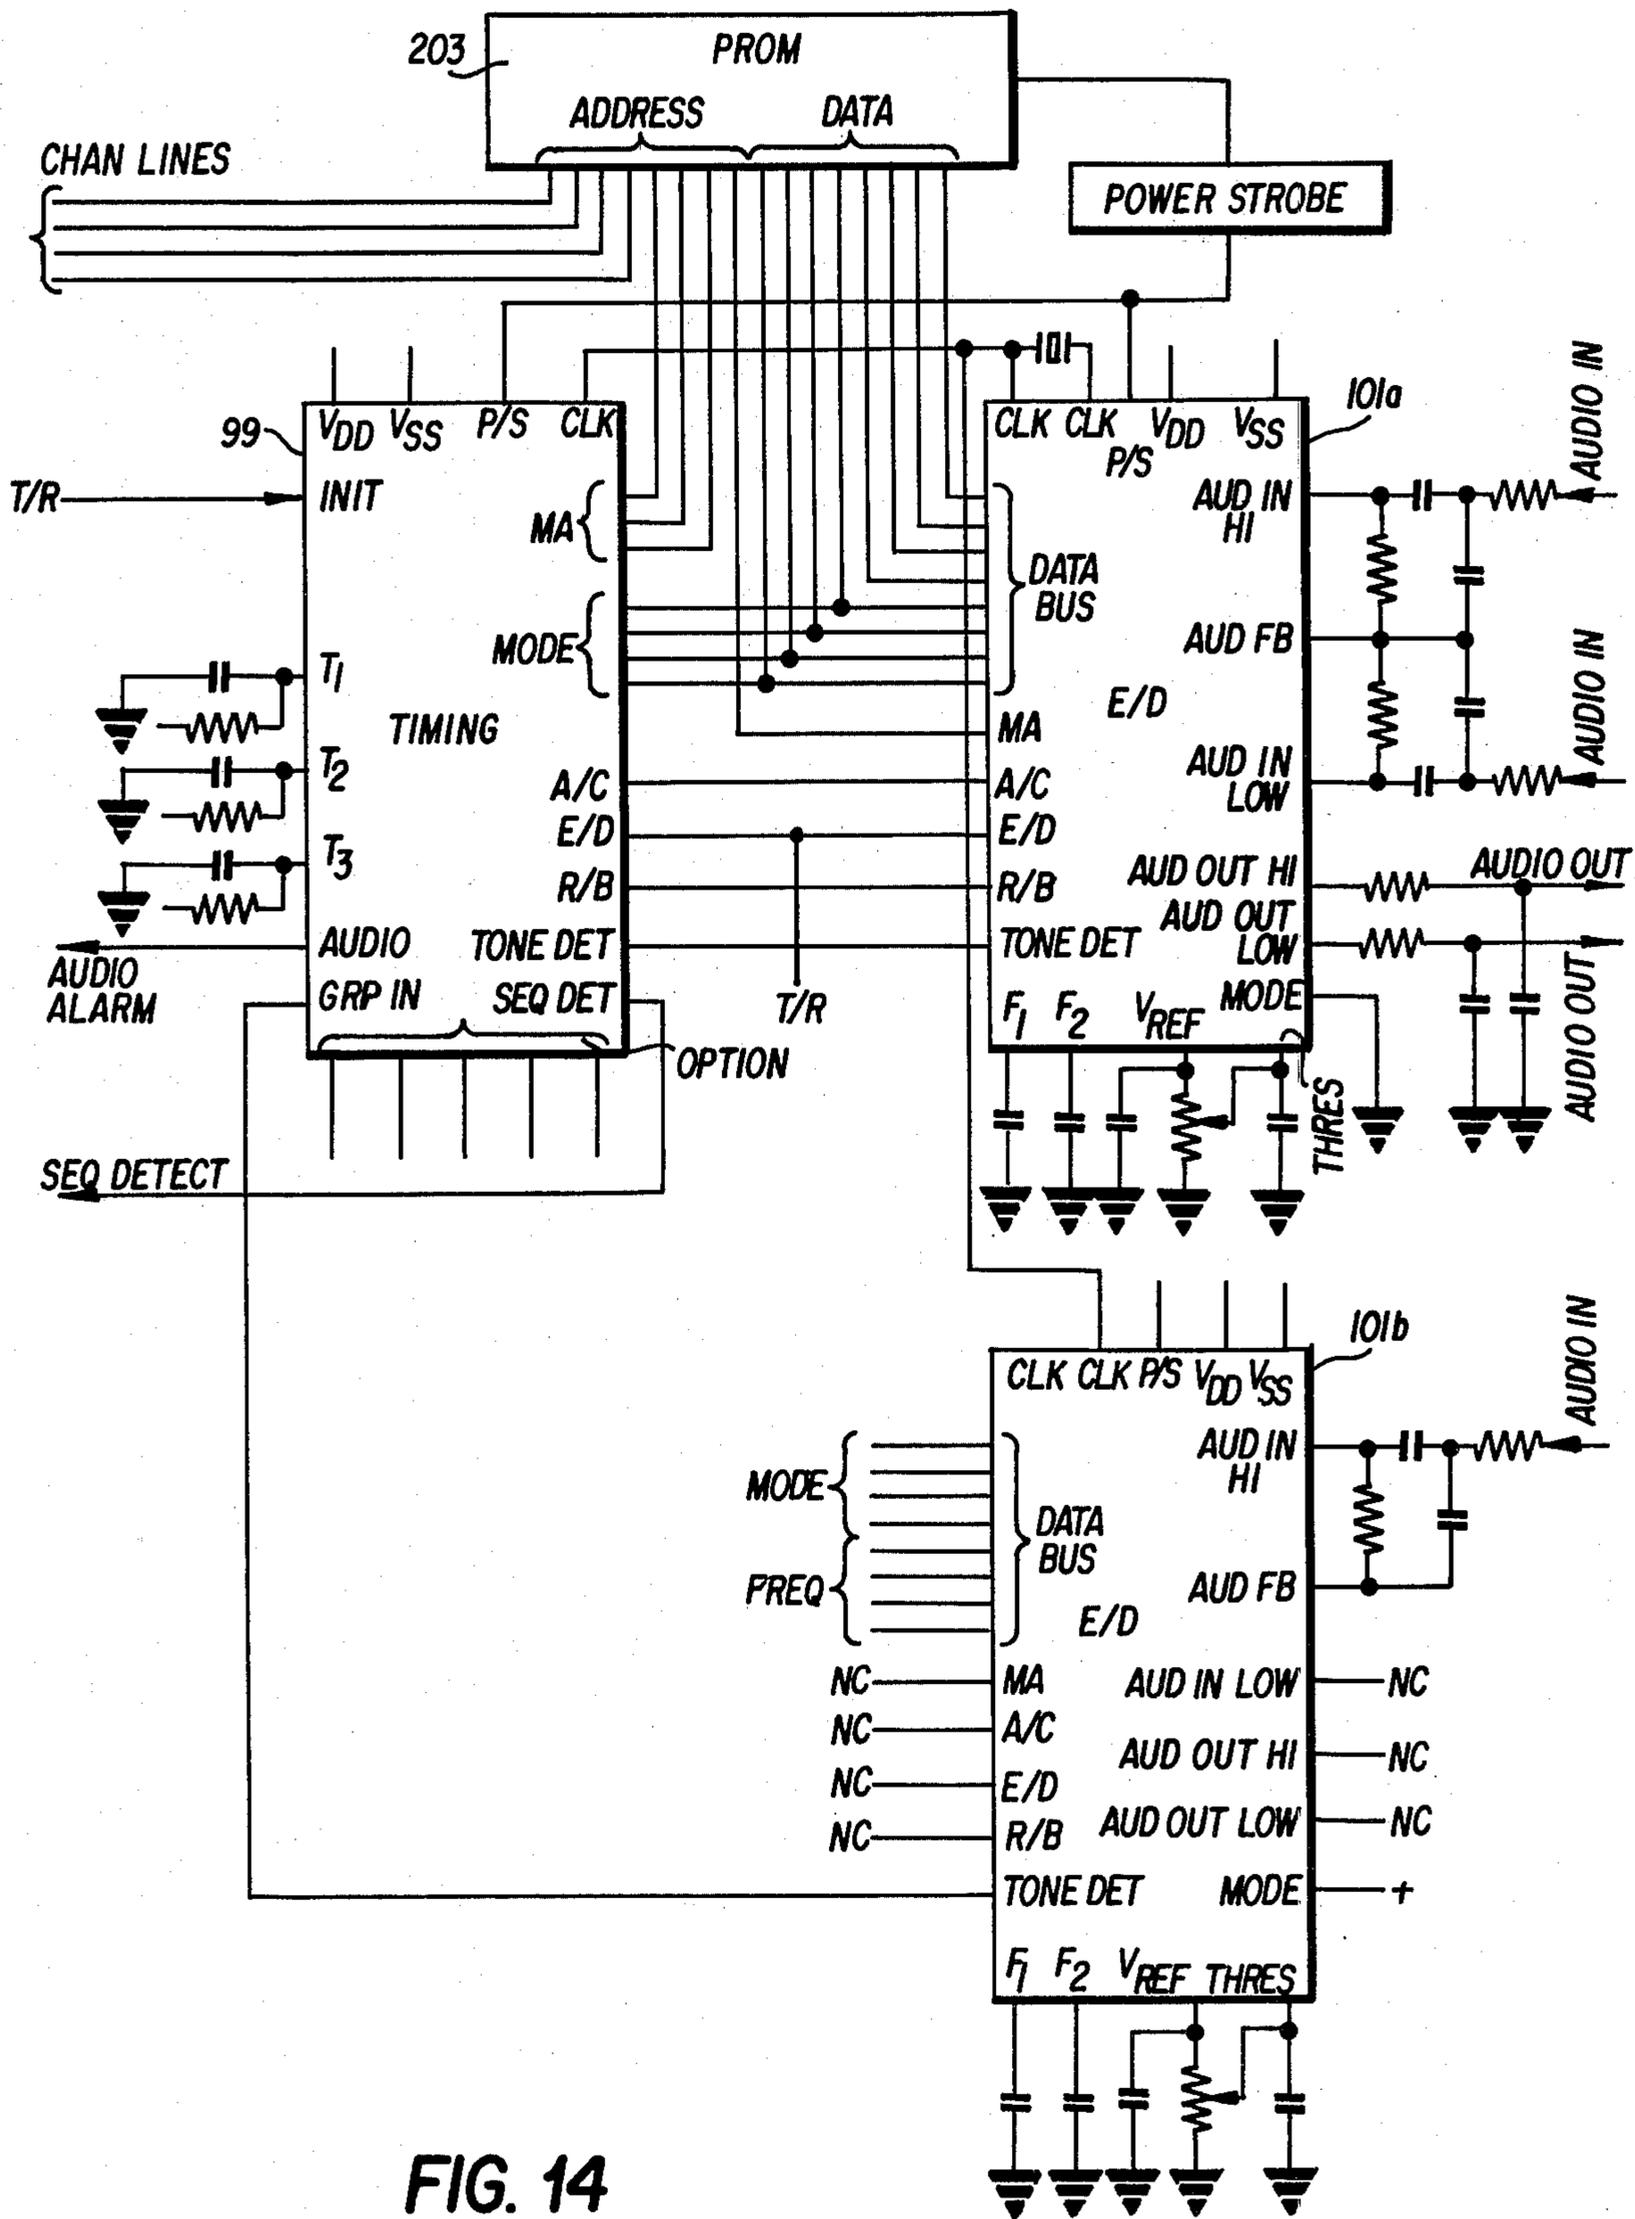 203
PROM
ADDRESS
DATA
CHAN LINES
POWER STROBE
99
VDD VSS P/S CLK
T/R
INIT
MA
MODE
T1
TIMING
T2
A/C
E/D
T3
R/B
AUDIO
TONE DET
AUDIO
ALARM
GRP IN
SEQ DET
OPTION
SEQ DETECT
T/R
101a
CLK CLK P/S VDD VSS
AUD IN
HI
AUDIO IN
DATA
BUS
AUD FB
E/D
MA
AUD IN
LOW
AUDIO IN
A/C
E/D
R/B
AUD OUT HI
AUDIO OUT
AUD OUT
LOW
AUDIO OUT
TONE DET
MODE
F1 F2 VREF
THRES
101b
CLK CLK P/S VDD VSS
AUD IN
HI
AUDIO IN
MODE
DATA
BUS
FREQ
AUD FB
E/D
NC
MA
AUD IN LOW
NC
NC
A/C
AUD OUT HI
NC
NC
E/D
NC
R/B
AUD OUT LOW
NC
TONE DET
MODE
+
F1 F2 VREF THRES
FIG. 14